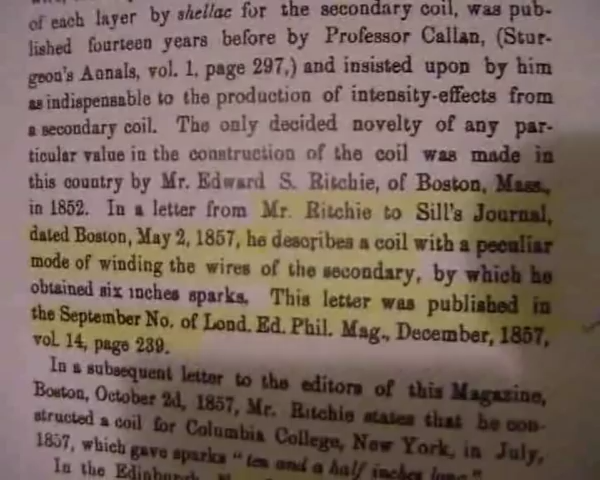 of each layer by shellac for the secondary coil, was pub-
lished fourteen years before by Professor Callan, (Stur-
geon's Annals, vol. 1, page 297,) and insisted upon by him
as indispensable to the production of intensity-effects from
a secondary coil. The only decided novelty of any par-
ticular value in the construction of the coil was made in
this country by Mr. Edward S. Ritchie, of Boston, Mass.,
in 1852. In a letter from Mr. Ritchie to Sill's Journal,
dated Boston, May 2, 1857, he describes a coil with a peculiar
mode of winding the wires of the secondary, by which he
obtained six inches sparks. This letter was published in
the September No. of Lond. Ed. Phil. Mag., December, 1857,
vol. 14, page 239.
In a subsequent letter to the editors of this Magazine,
Boston, October 2d, 1857, Mr. Ritchie states that he con-
structed a coil for Columbia College, New York, in July,
1857, which gave sparks "ten and a half inches long."
In the Edinburgh